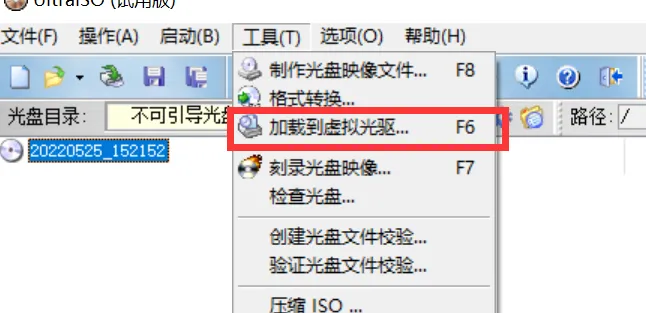 UltraISO (试用版)
文件(F) 操作(A) 启动(B) 工具(T) 选项(O) 帮助(H)
制作光盘映像文件... F8
格式转换...
光盘目录: 不可引导光盘 路径: /
加载到虚拟光驱... F6
20220525_152152
刻录光盘映像... F7
检查光盘...
创建光盘文件校验...
验证光盘文件校验...
压缩 ISO ...